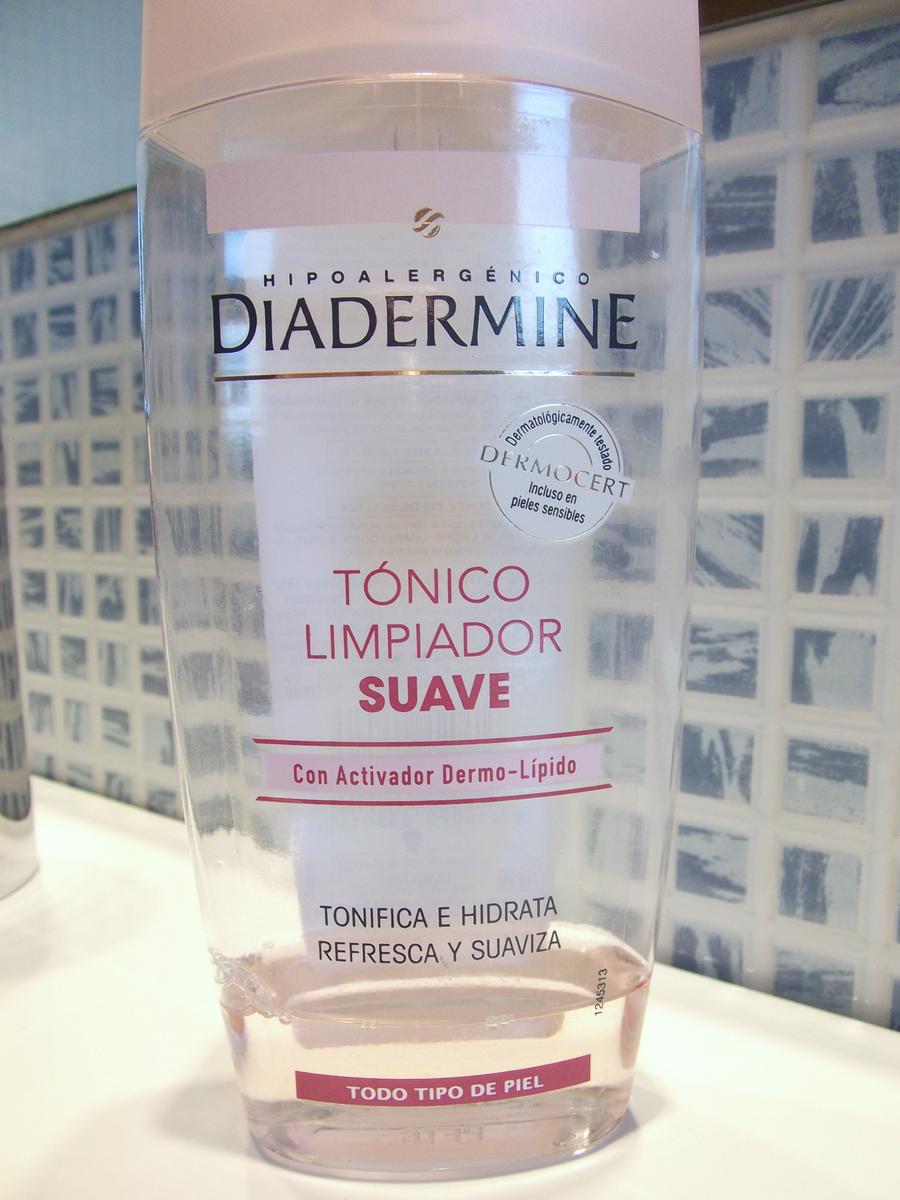 HIPOALERGÉNICO
DIADERMINE
Dermatológicamente testado
DERMOCERT
Incluso en
pieles sensibles
TÓNICO
LIMPIADOR
SUAVE
Con Activador Dermo-Lípido
TONIFICA E HIDRATA
REFRESCA Y SUAVIZA
1245313
TODO TIPO DE PIEL